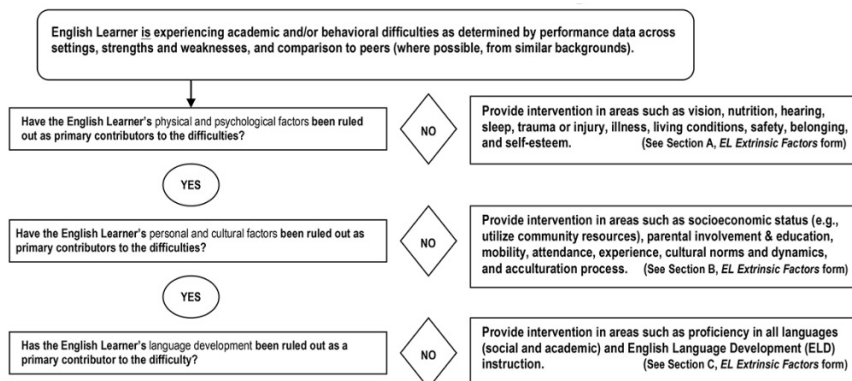 English Learner is experiencing academic and/or behavioral difficulties as determined by performance data across
settings, strengths and weaknesses, and comparison to peers (where possible, from similar backgrounds).
Have the English Learner's physical and psychological factors been ruled
out as primary contributors to the difficulties?
NO
Provide intervention in areas such as vision, nutrition, hearing,
sleep, trauma or injury, illness, living conditions, safety, belonging,
and self-esteem. (See Section A, EL Extrinsic Factors form)
YES
Have the English Learner's personal and cultural factors been ruled out as
primary contributors to the difficulties?
NO
Provide intervention in areas such as socioeconomic status (e.g.,
utilize community resources), parental involvement & education,
mobility, attendance, experience, cultural norms and dynamics,
and acculturation process. (See Section B, EL Extrinsic Factors form)
YES
Has the English Learner's language development been ruled out as a
primary contributor to the difficulty?
NO
Provide intervention in areas such as proficiency in all languages
(social and academic) and English Language Development (ELD)
instruction. (See Section C, EL Extrinsic Factors form)